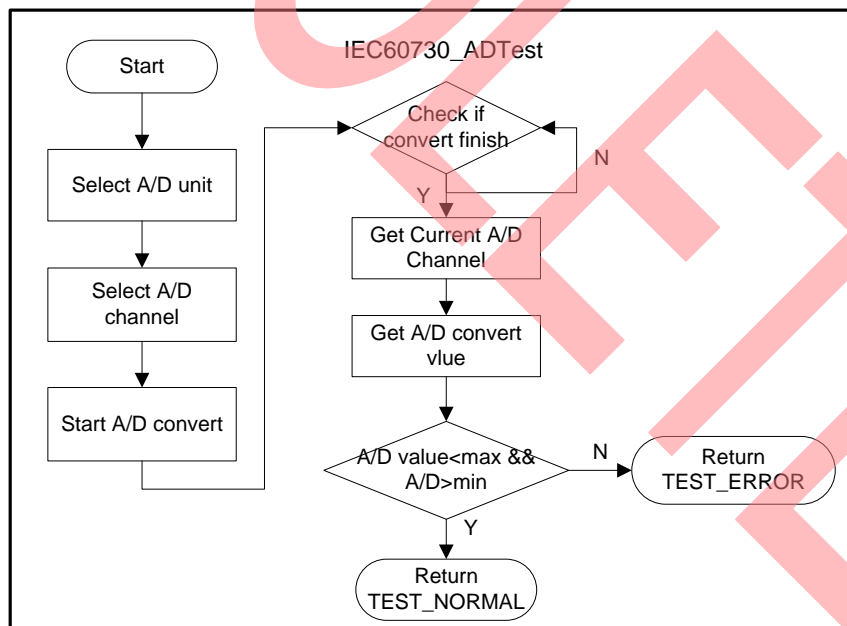 IEC60730_ADTest
Start
Select A/D unit
Select A/D
channel
Start A/D convert
Check if
convert finish
N
Y
Get Current A/D
Channel
Get A/D convert
vlue
A/D value<max &&
A/D>min
N
Return
TEST_ERROR
Y
Return
TEST_NORMAL